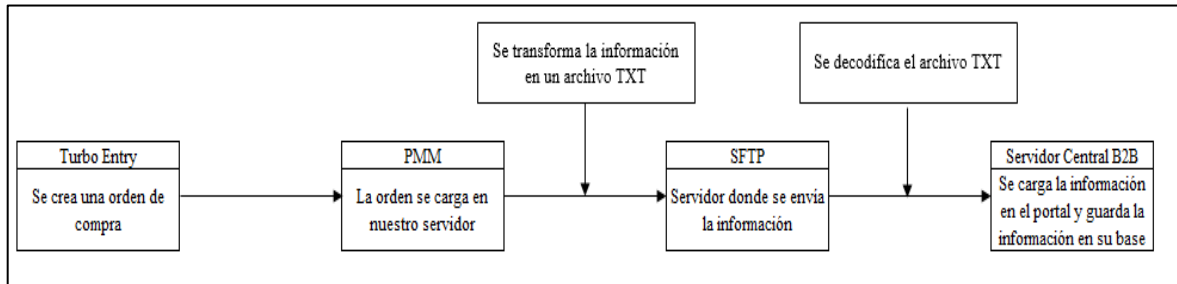 Se transforma la información
en un archivo TXT
Se decodifica el archivo TXT
Turbo Entry
Se crea una orden de
compra
PMM
La orden se carga en
nuestro servidor
SFTP
Servidor donde se envía
la información
Servidor Central B2B
Se carga la información
en el portal y guarda la
información en su base